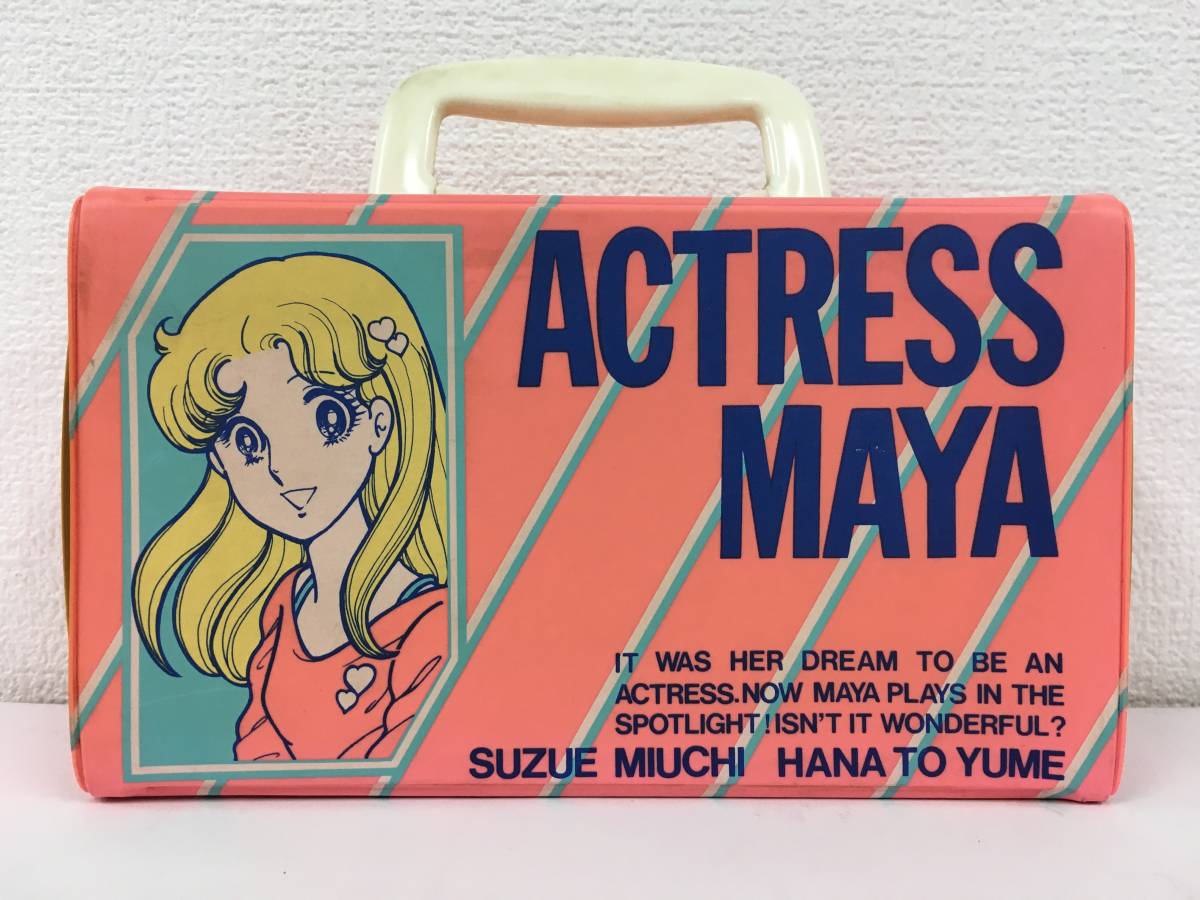 ACTRESS
MAYA
IT WAS HER DREAM TO BE AN
ACTRESS.NOW MAYA PLAYS IN THE
SPOTLIGHT!ISN'T IT WONDERFUL?
SUZUE MIUCHI HANA TO YUME